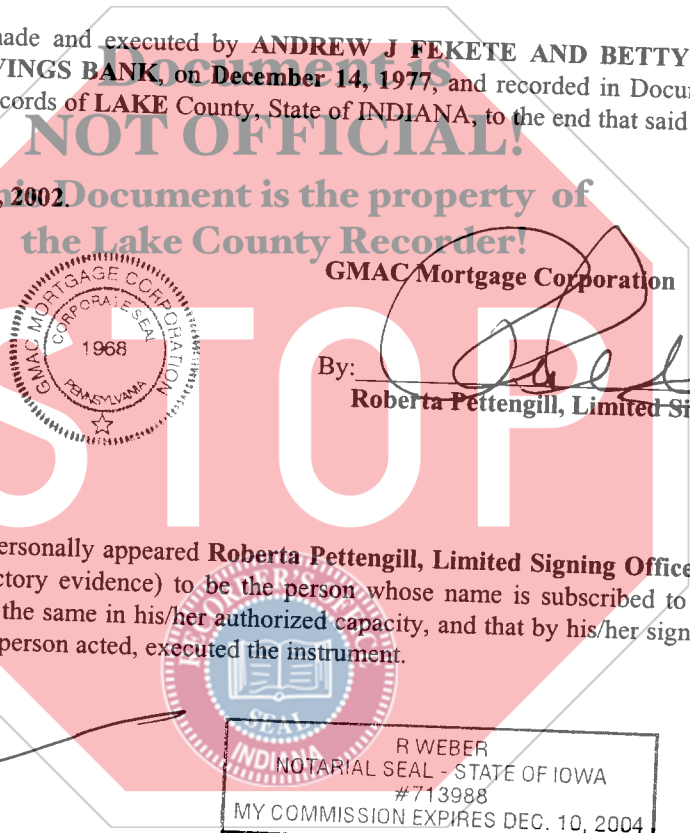 made and executed by ANDREW J FEKETE AND BETTY
VINGS BANK, on December 14, 1977, and recorded in Docu
cords of LAKE County, State of INDIANA, to the end that said
Document is
NOT OFFICIAL!
, 2002.
Document is the property of
the Lake County Recorder!
GMAC MORTGAGE CORPORATION
CORPORATE SEAL
1968
PENNSYLVANIA
GMAC Mortgage Corporation
By:
Roberta Pettengill, Limited Si
STOP
ersonally appeared Roberta Pettengill, Limited Signing Office
ctory evidence) to be the person whose name is subscribed to
the same in his/her authorized capacity, and that by his/her sign
person acted, executed the instrument.
RECORDER'S OFFICE
SEAL
INDIANA
R WEBER
NOTARIAL SEAL - STATE OF IOWA
#713988
MY COMMISSION EXPIRES DEC. 10, 2004